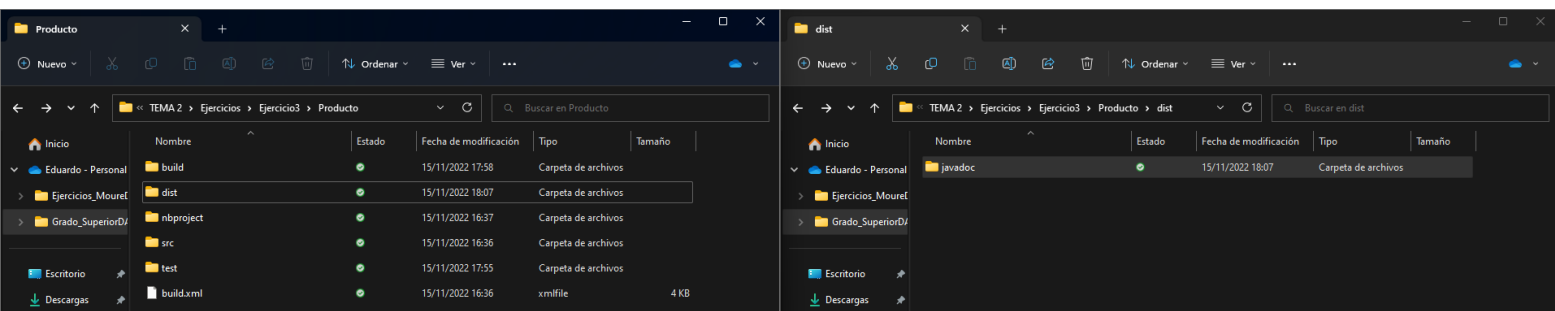 Producto
Nuevo
Ordenar
Ver
« TEMA 2 > Ejercicios > Ejercicio3 > Producto
Buscar en Producto
Inicio
Eduardo - Personal
Ejercicios_MoureD
Grado_SuperiorDA
Escritorio
Descargas
Nombre Estado Fecha de modificación Tipo Tamaño
build 15/11/2022 17:58 Carpeta de archivos
dist 15/11/2022 18:07 Carpeta de archivos
nbproject 15/11/2022 16:37 Carpeta de archivos
src 15/11/2022 16:36 Carpeta de archivos
test 15/11/2022 17:55 Carpeta de archivos
build.xml 15/11/2022 16:36 xmlfile 4 KB
dist
Nuevo
Ordenar
Ver
« TEMA 2 > Ejercicios > Ejercicio3 > Producto > dist
Buscar en dist
Inicio
Eduardo - Personal
Ejercicios_MoureD
Grado_SuperiorDA
Escritorio
Descargas
Nombre Estado Fecha de modificación Tipo Tamaño
javadoc 15/11/2022 18:07 Carpeta de archivos